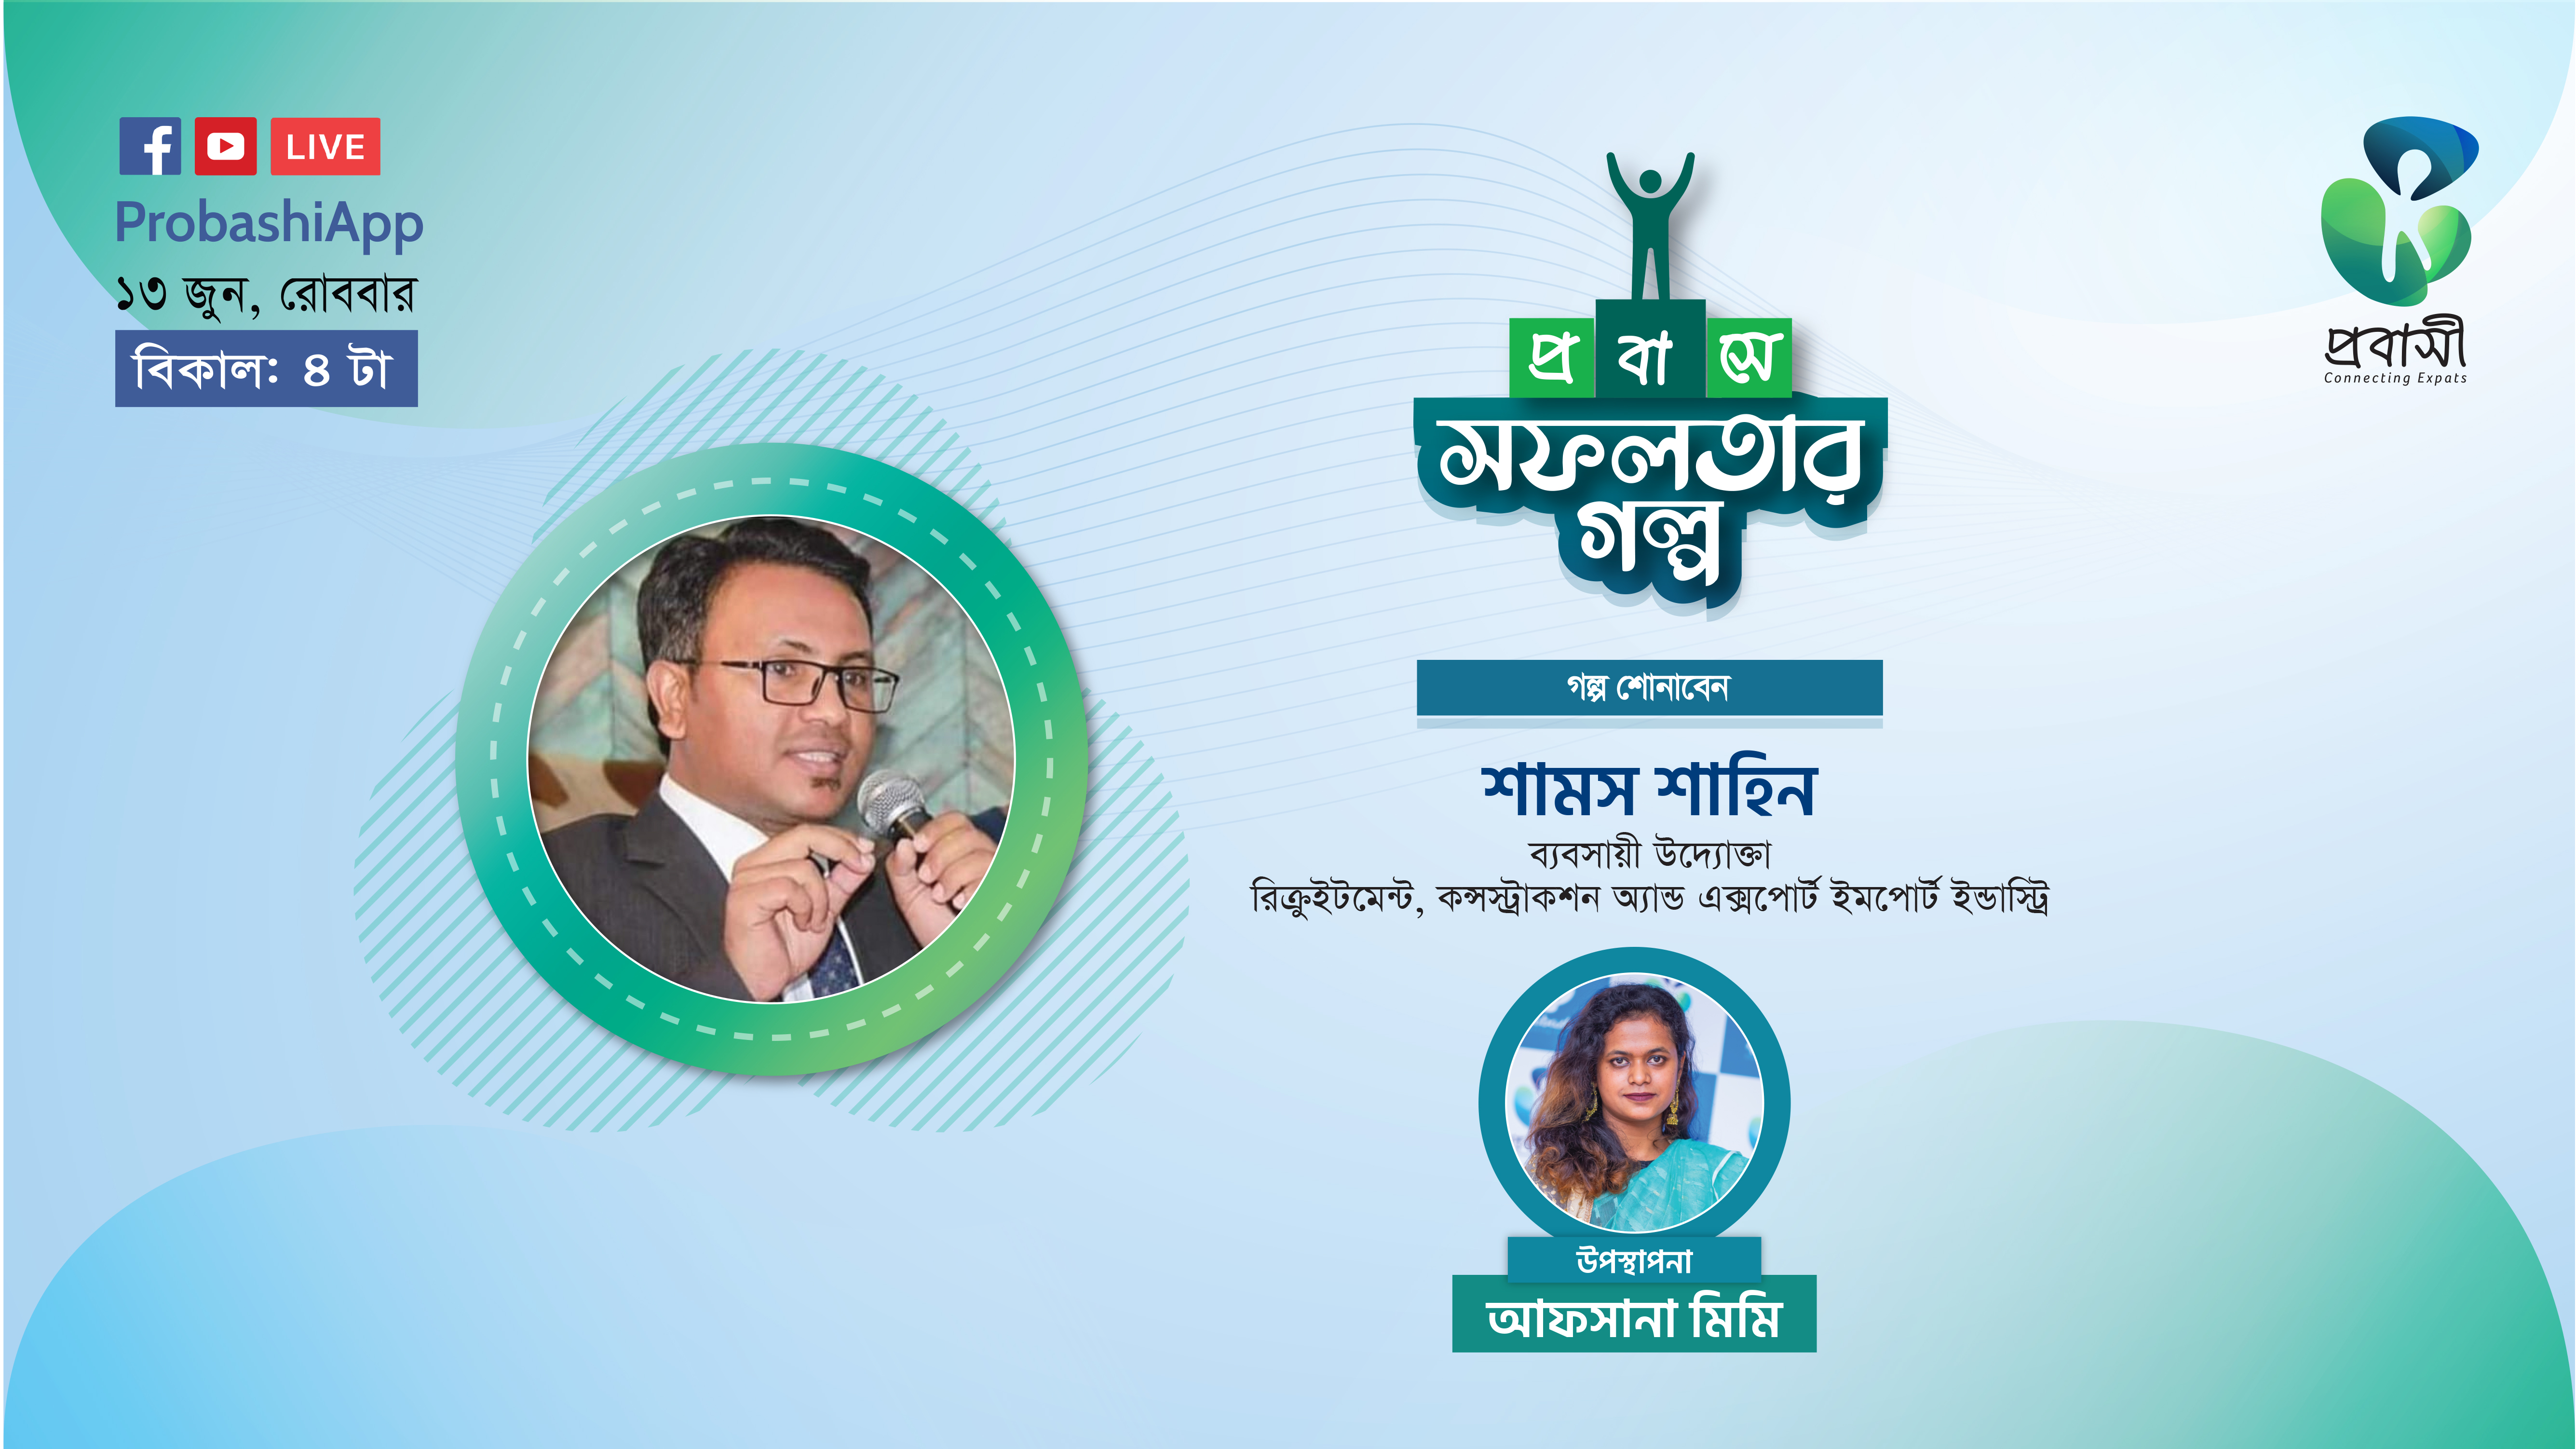 LIVE
ProbashiApp
১৩ জুন, রোববার
বিকাল: ৪ টা
প্রবাসে
সফলতার
গল্প
প্রবাসী
Connecting Expats
গল্প শোনাবেন
শামস শাহিন
ব্যবসায়ী উদ্যোক্তা
রিক্রুইটমেন্ট, কন্সস্ট্রাকশন অ্যান্ড এক্সপোর্ট ইমপোর্ট ইন্ডাস্ট্রি
উপস্থাপনা
আফসানা মিমি